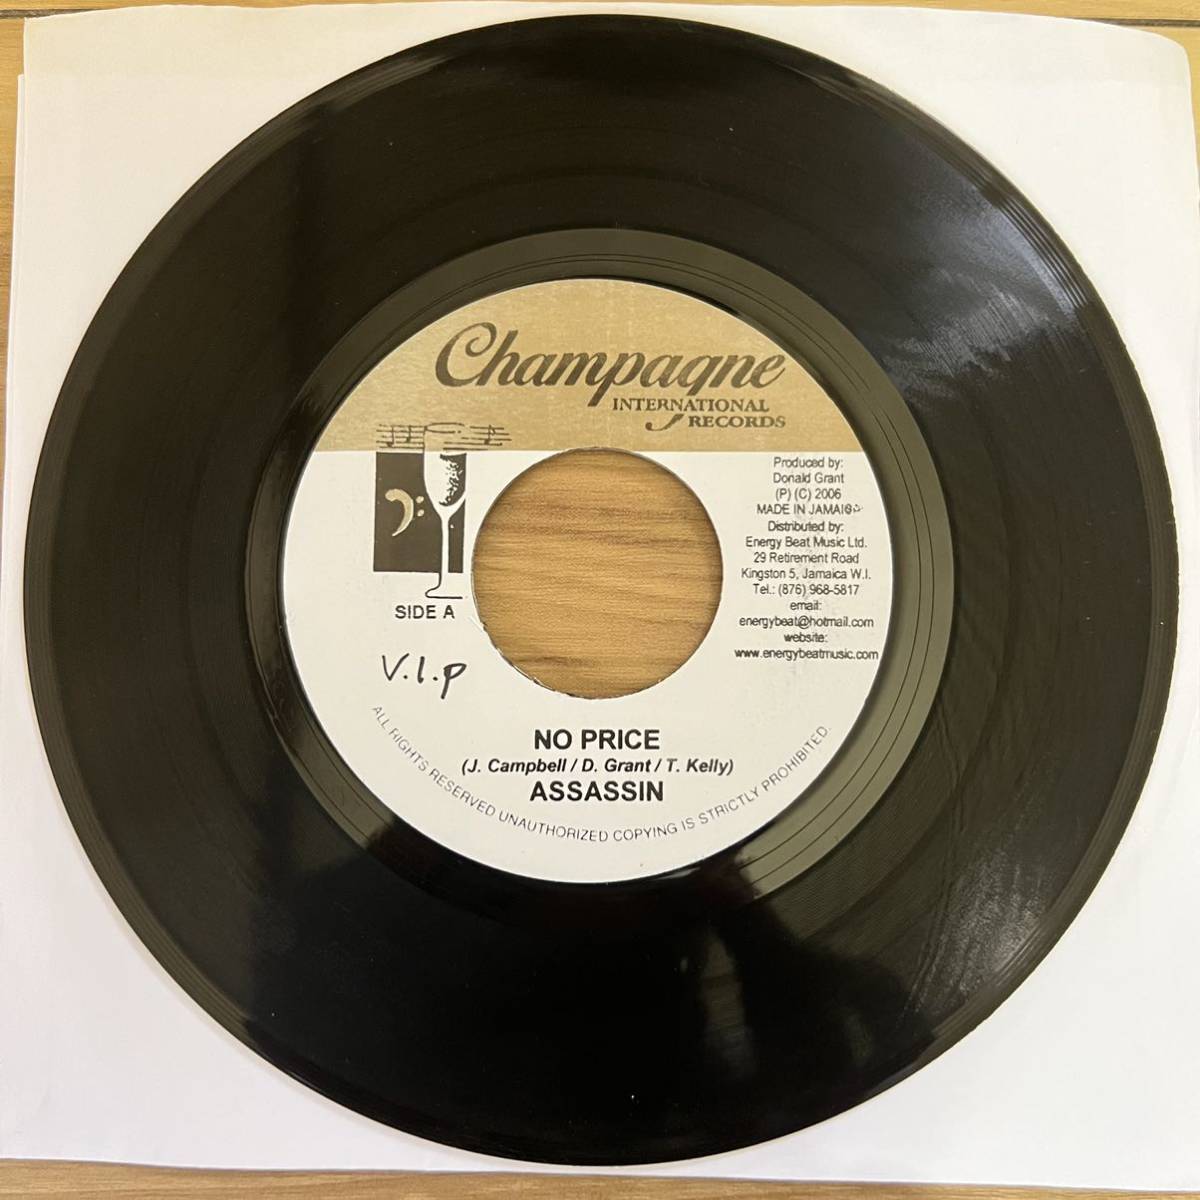 Champagne
INTERNATIONAL
RECORDS
Produced by:
Donald Grant
(P) (C) 2006
MADE IN JAMAICA
Distributed by:
Energy Beat Music Ltd.
29 Retirement Road
Kingston 5, Jamaica W.I.
Tel.: (876) 968-5817
email:
energybeat@hotmail.com
website:
www.energybeatmusic.com
SIDE A
V.I.P
NO PRICE
(J. Campbell / D. Grant / T. Kelly)
ASSASSIN
ALL RIGHTS RESERVED UNAUTHORIZED COPYING IS STRICTLY PROHIBITED.